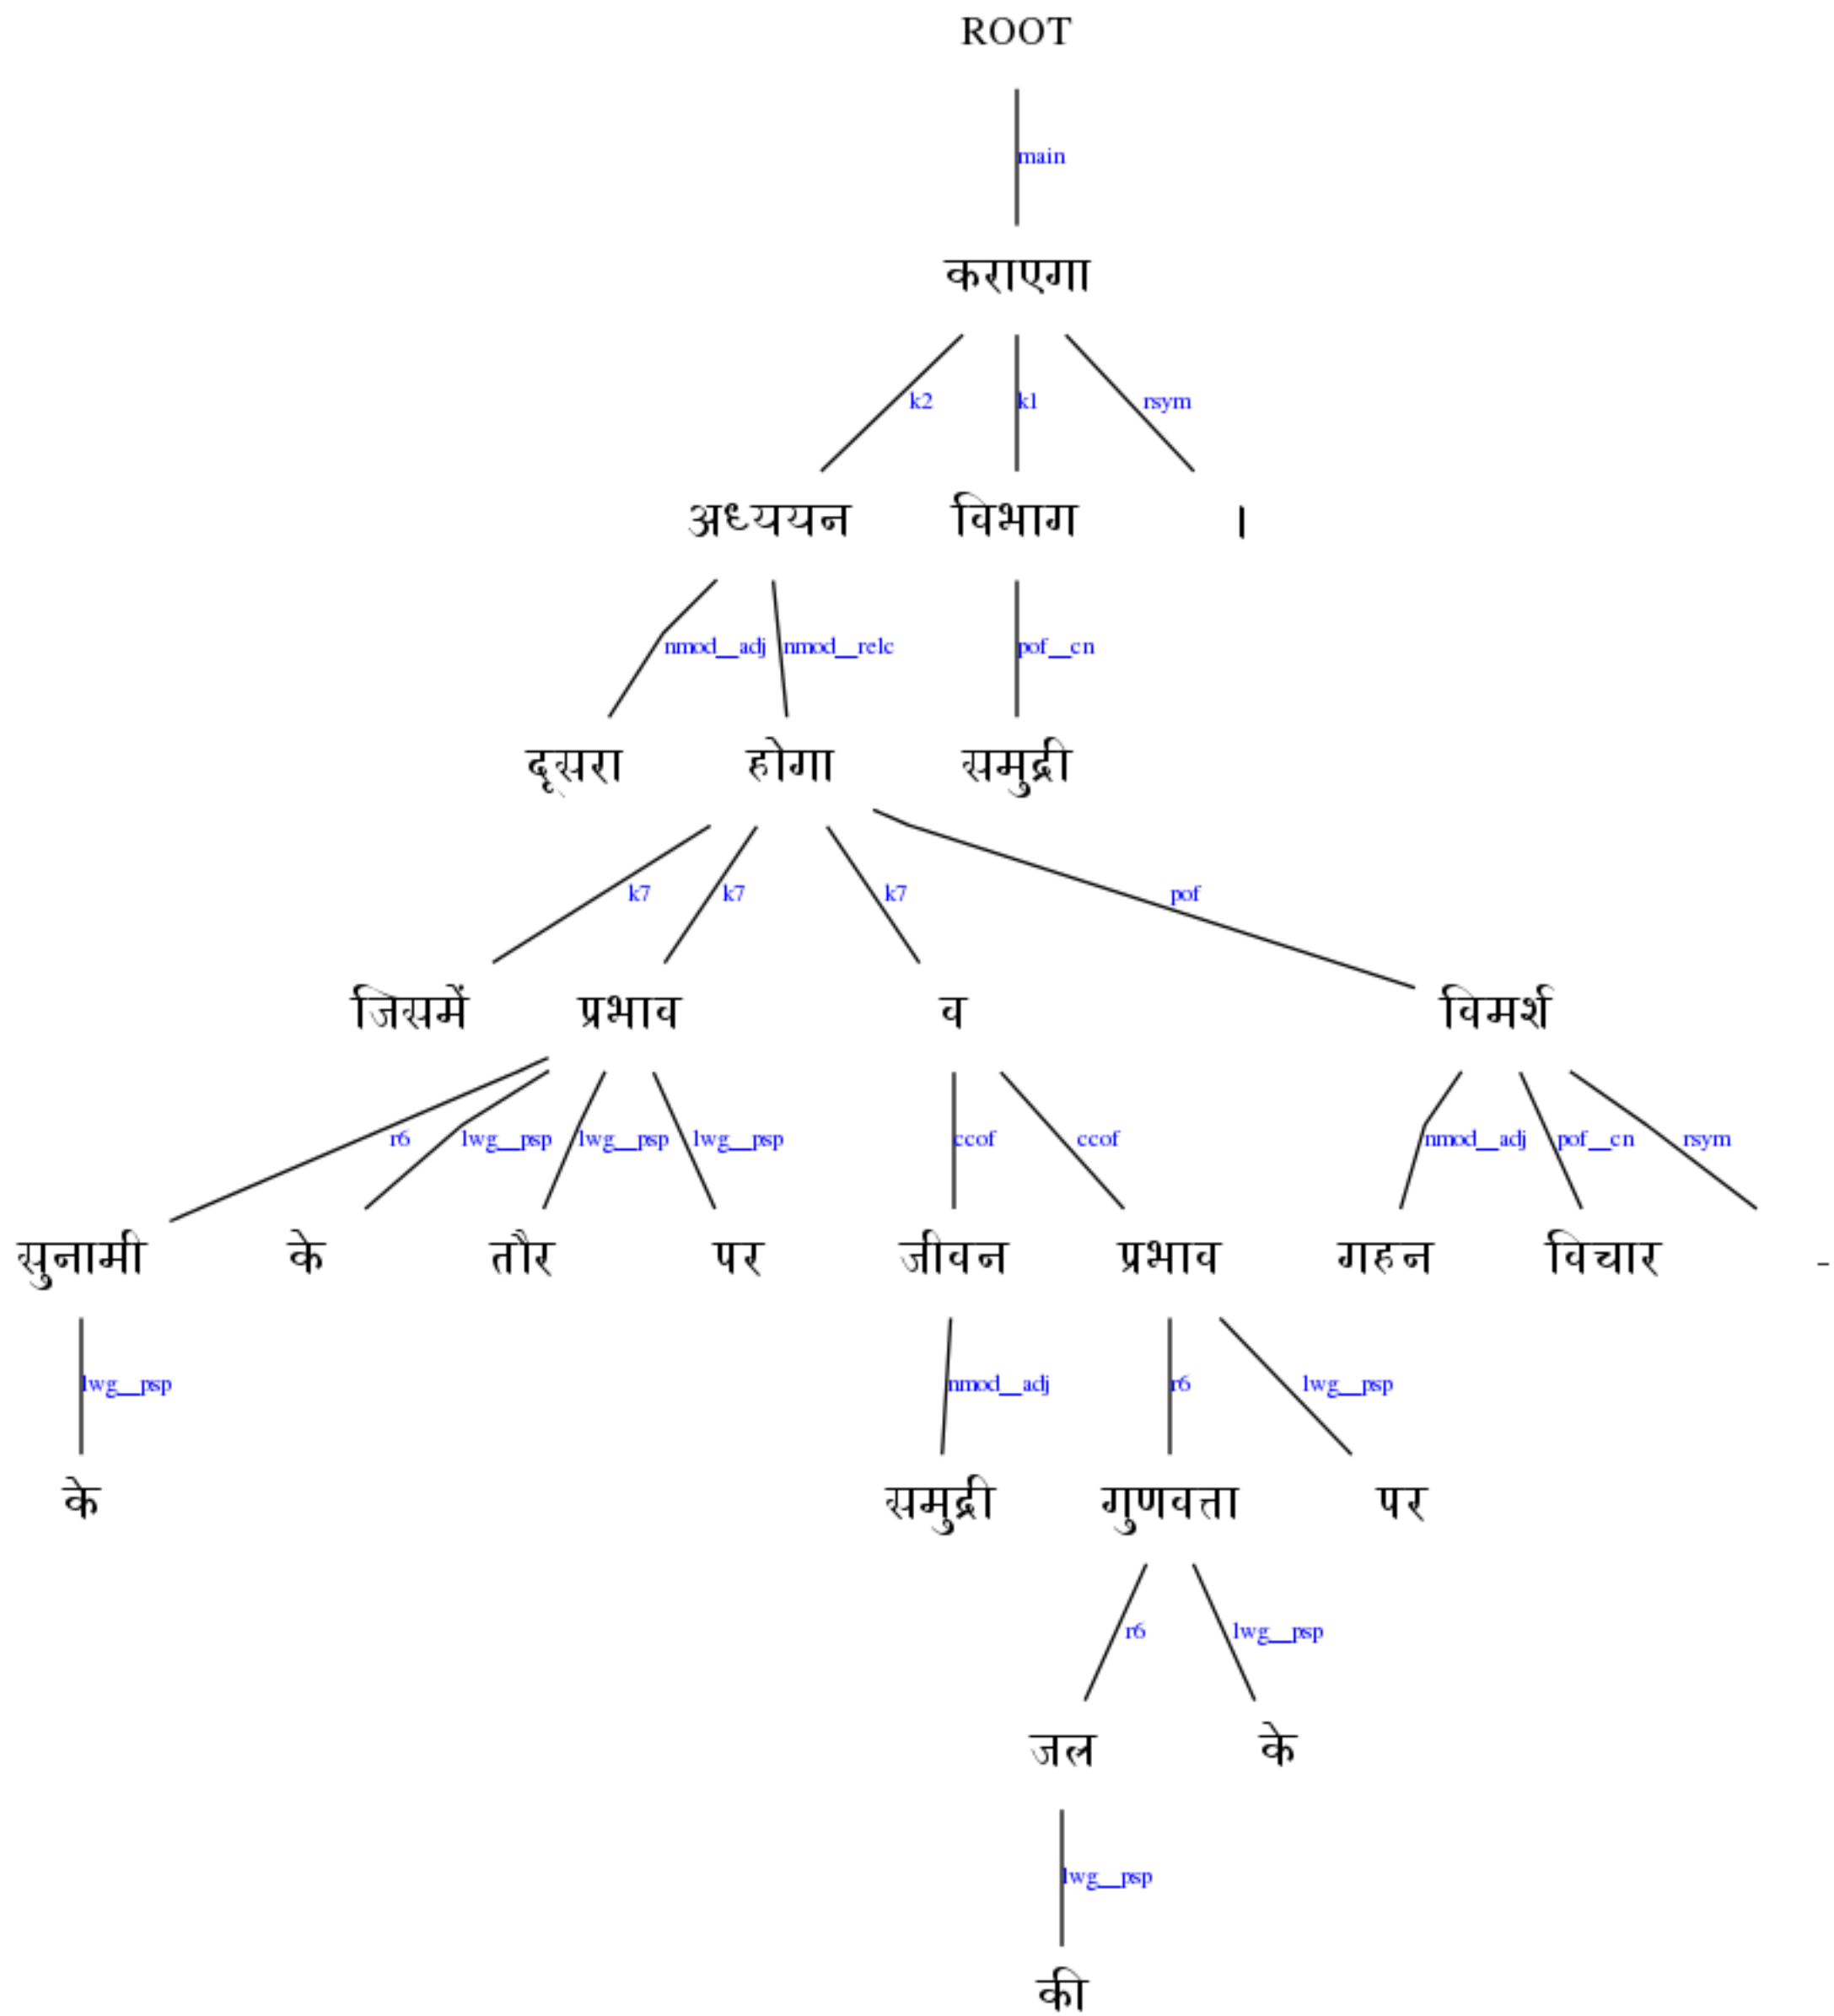 ROOT
main
कराएगा
k2 k1 rsym
अध्ययन विभाग ।
nmod__adj nmod__relc pof__cn
दूसरा होगा समुद्री
k7 k7 k7 pof
जिसमें प्रभाव व विमर्श
r6 lwg__psp lwg__psp lwg__psp ccof ccof nmod__adj pof__cn rsym
सुनामी के तौर पर जीवन प्रभाव गहन विचार -
lwg__psp nmod__adj r6 lwg__psp
के समुद्री गुणवत्ता पर
r6 lwg__psp
जल के
lwg__psp
की